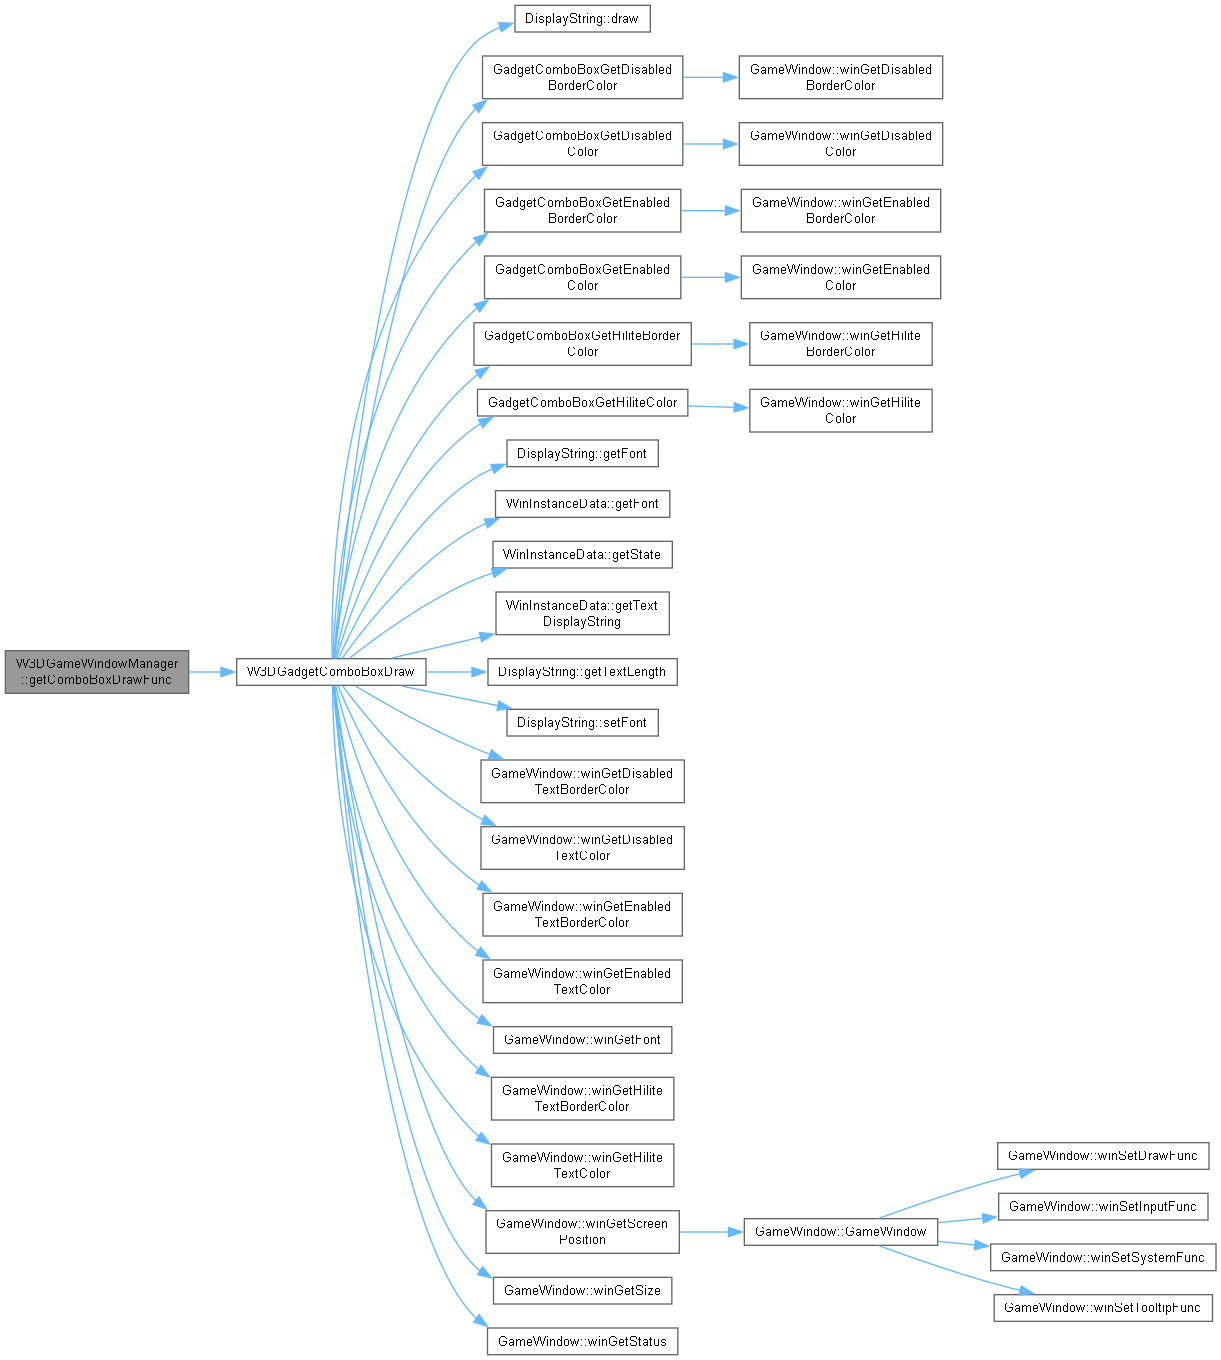 DisplayString::draw
GadgetComboBoxGetDisabled
BorderColor
GameWindow::winGetDisabled
BorderColor
GadgetComboBoxGetDisabled
Color
GameWindow::winGetDisabled
Color
GadgetComboBoxGetEnabled
BorderColor
GameWindow::winGetEnabled
BorderColor
GadgetComboBoxGetEnabled
Color
GameWindow::winGetEnabled
Color
GadgetComboBoxGetHiliteBorder
Color
GameWindow::winGetHilite
BorderColor
GadgetComboBoxGetHiliteColor
GameWindow::winGetHilite
Color
DisplayString::getFont
WinInstanceData::getFont
WinInstanceData::getState
WinInstanceData::getText
DisplayString
W3DGameWindowManager
::getComboBoxDrawFunc
W3DGadgetComboBoxDraw
DisplayString::getTextLength
DisplayString::setFont
GameWindow::winGetDisabled
TextBorderColor
GameWindow::winGetDisabled
TextColor
GameWindow::winGetEnabled
TextBorderColor
GameWindow::winGetEnabled
TextColor
GameWindow::winGetFont
GameWindow::winGetHilite
TextBorderColor
GameWindow::winGetHilite
TextColor
GameWindow::winGetScreen
Position
GameWindow::GameWindow
GameWindow::winSetDrawFunc
GameWindow::winSetInputFunc
GameWindow::winSetSystemFunc
GameWindow::winSetTooltipFunc
GameWindow::winGetSize
GameWindow::winGetStatus